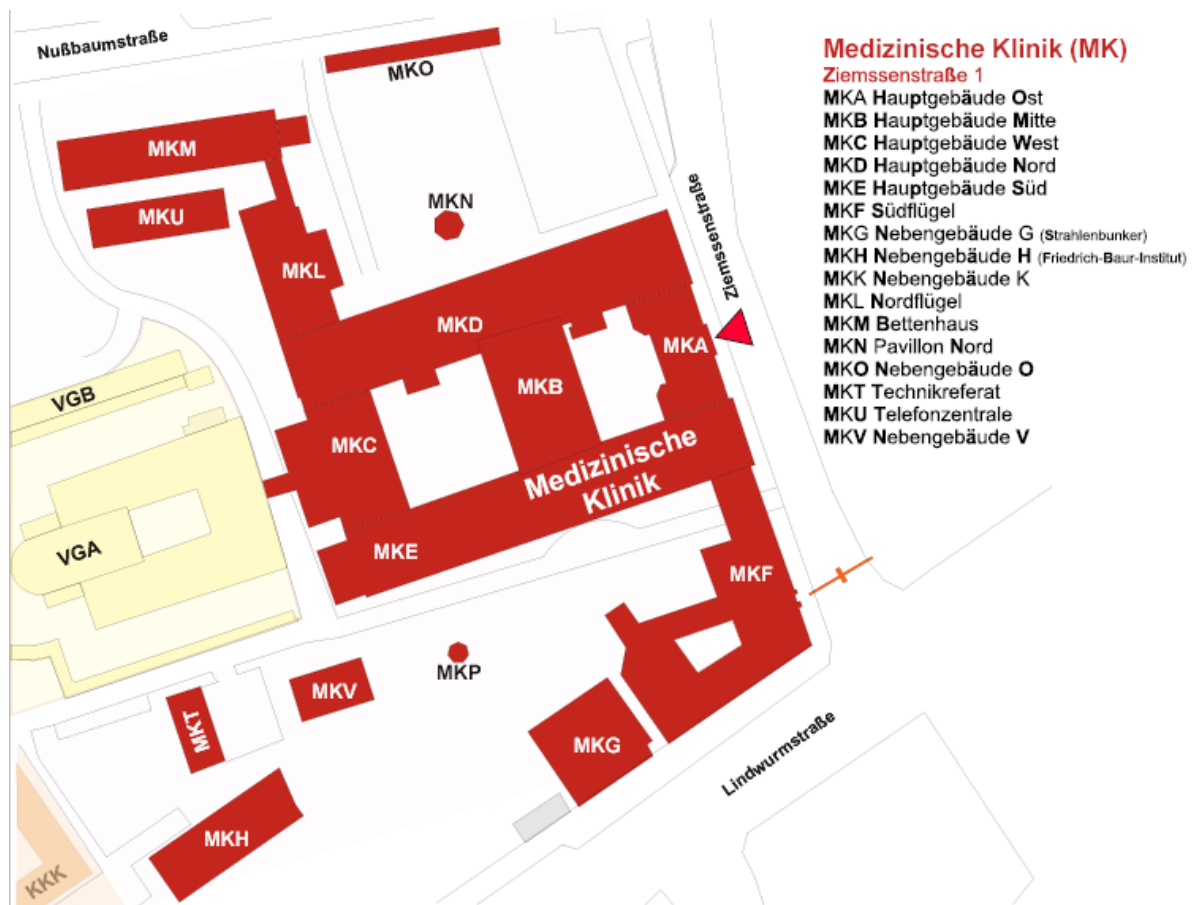 Nußbaumstraße
MKO
MKM
MKU
MKN
MKL
Ziemssenstraße
MKD
MKA
MKB
VGB
MKC
Medizinische
Klinik
VGA
MKE
MKF
MKP
MKV
MKT
MKG
Lindwurmstraße
MKH
KKK
Medizinische Klinik (MK)
Ziemssenstraße 1
MKA Hauptgebäude Ost
MKB Hauptgebäude Mitte
MKC Hauptgebäude West
MKD Hauptgebäude Nord
MKE Hauptgebäude Süd
MKF Südflügel
MKG Nebengebäude G (Strahlenbunker)
MKH Nebengebäude H (Friedrich-Baur-Institut)
MKK Nebengebäude K
MKL Nordflügel
MKM Bettenhaus
MKN Pavillon Nord
MKO Nebengebäude O
MKT Technikreferat
MKU Telefonzentrale
MKV Nebengebäude V